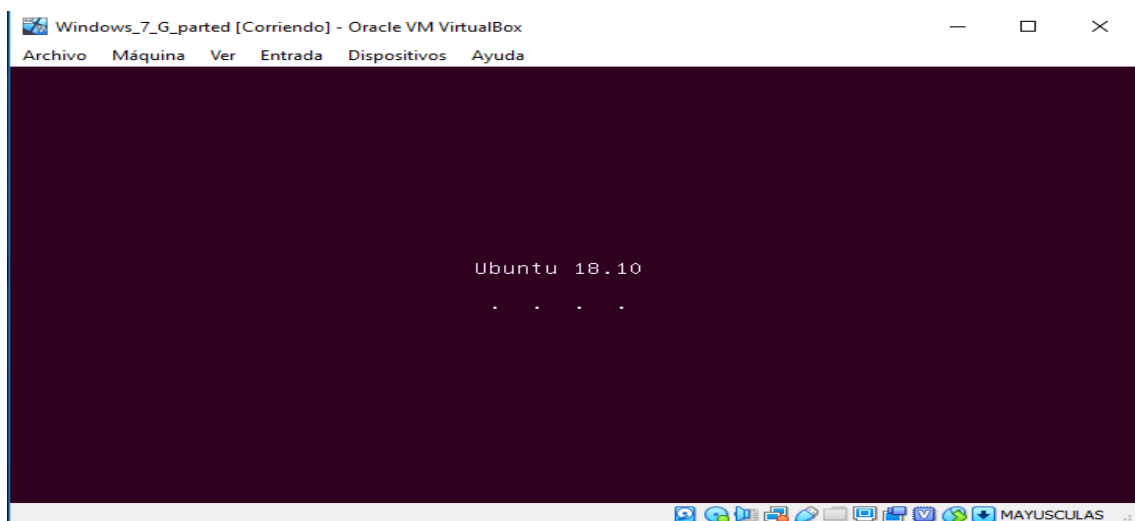 Windows_7_G_parted [Corriendo] - Oracle VM VirtualBox
Archivo Máquina Ver Entrada Dispositivos Ayuda
Ubuntu 18.10
. . . .
MAYUSCULAS